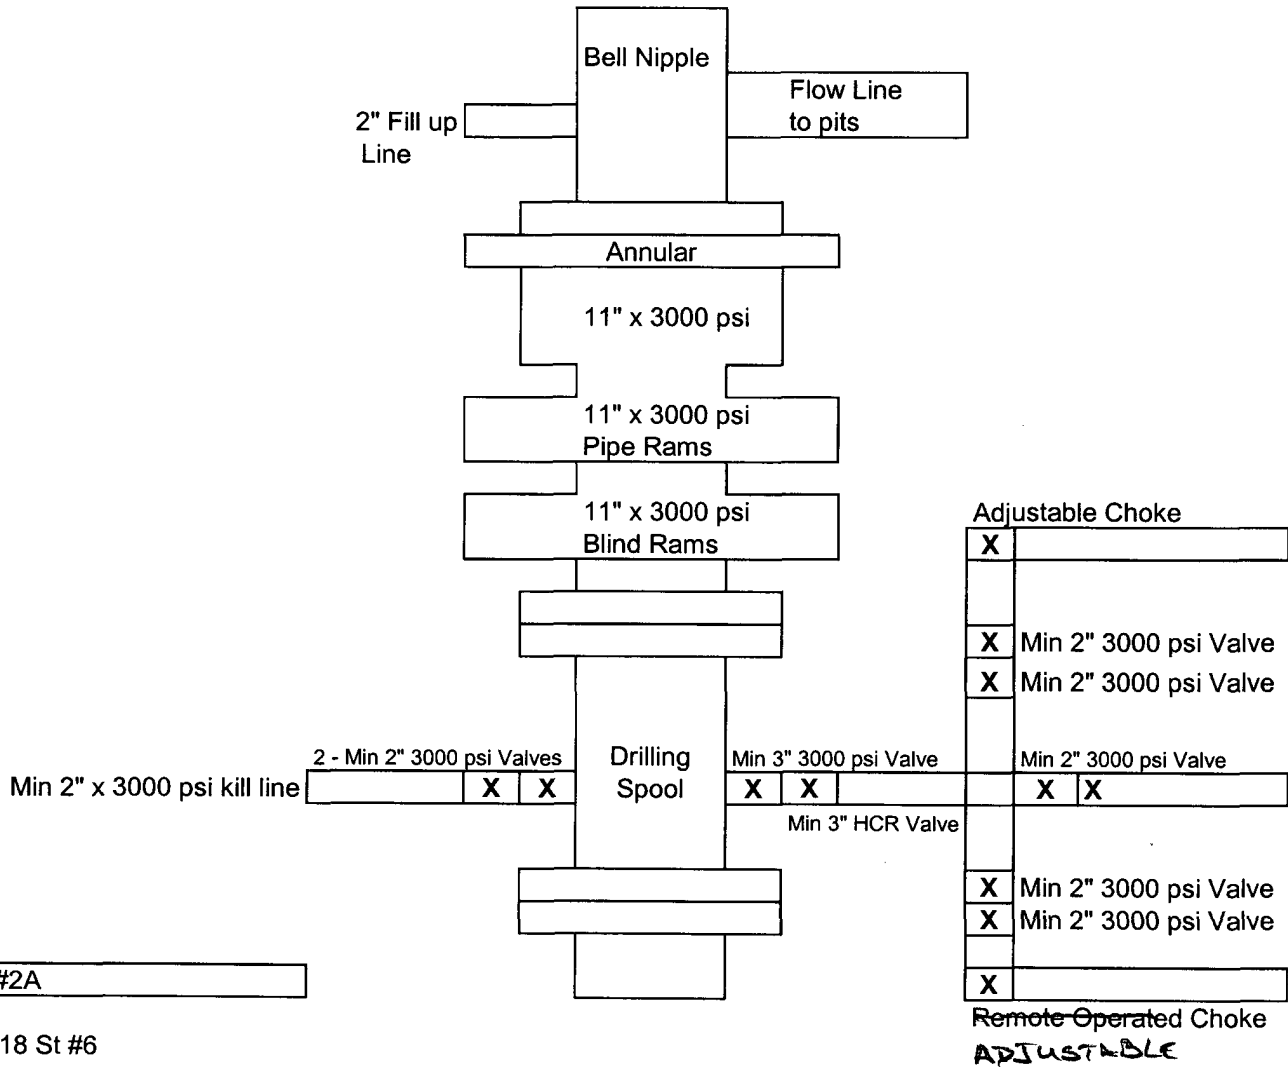 Bell Nipple
Flow Line
to pits
2" Fill up
Line
Annular
11" x 3000 psi
11" x 3000 psi
Pipe Rams
11" x 3000 psi
Blind Rams
Adjustable Choke
X
X Min 2" 3000 psi Valve
X Min 2" 3000 psi Valve
2 - Min 2" 3000 psi Valves
Drilling
Spool
Min 3" 3000 psi Valve
Min 2" 3000 psi Valve
Min 2" x 3000 psi kill line
X X
X X
X X
Min 3" HCR Valve
X Min 2" 3000 psi Valve
X Min 2" 3000 psi Valve
#2A
X
Remote Operated Choke
ADJUSTABLE
18 St #6